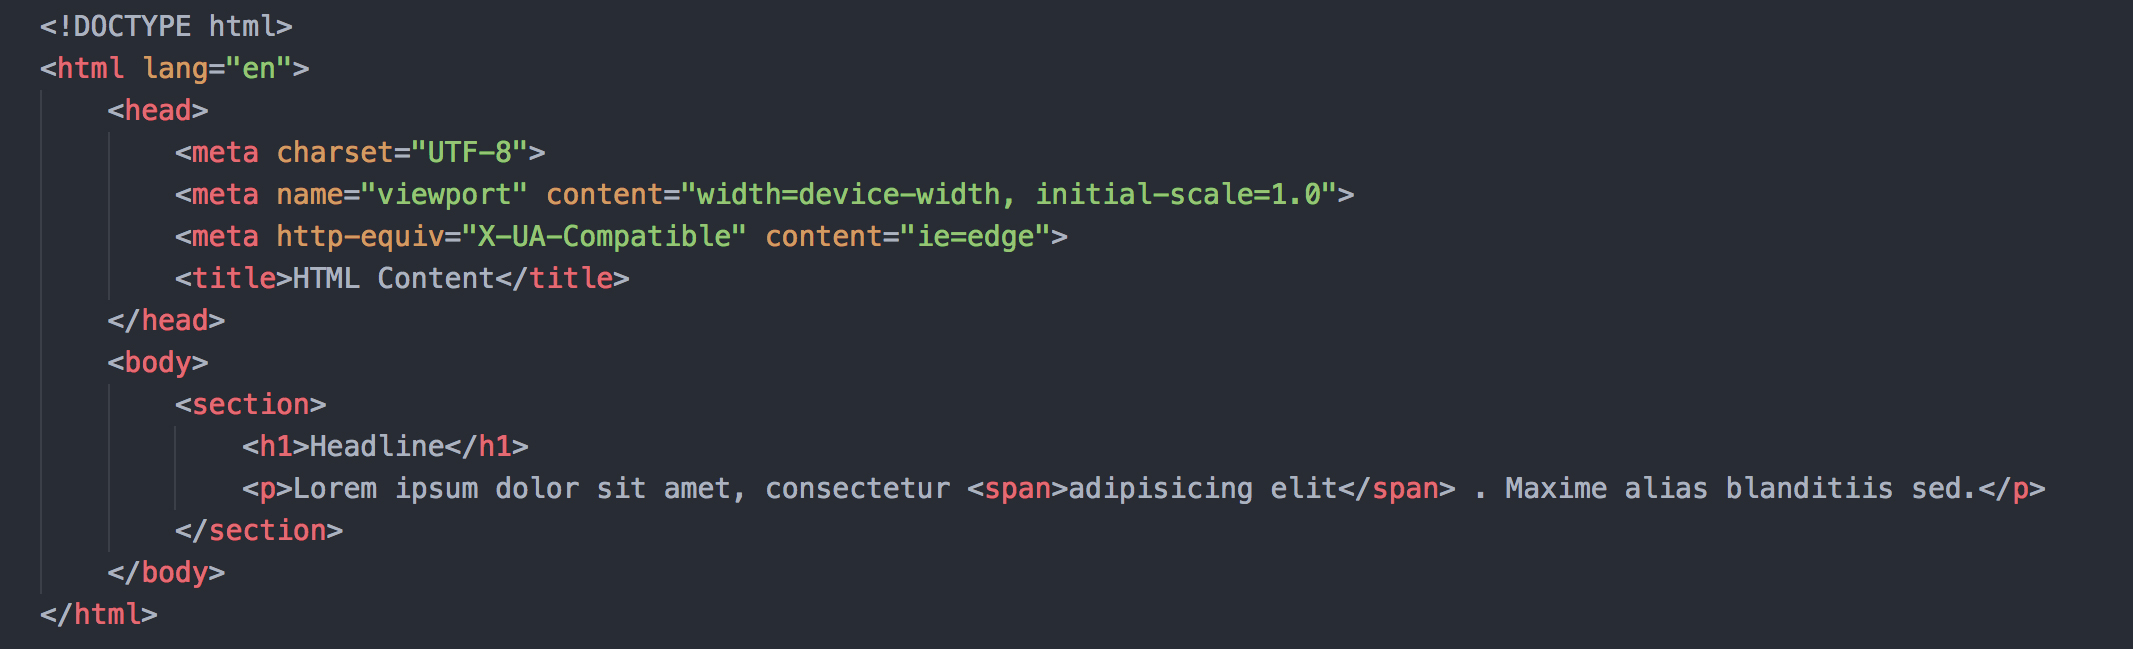 <!DOCTYPE html>
<html lang="en">
    <head>
        <meta charset="UTF-8">
        <meta name="viewport" content="width=device-width, initial-scale=1.0">
        <meta http-equiv="X-UA-Compatible" content="ie=edge">
        <title>HTML Content</title>
    </head>
    <body>
        <section>
            <h1>Headline</h1>
            <p>Lorem ipsum dolor sit amet, consectetur <span>adipisicing elit</span> . Maxime alias blanditiis sed.</p>
        </section>
    </body>
</html>